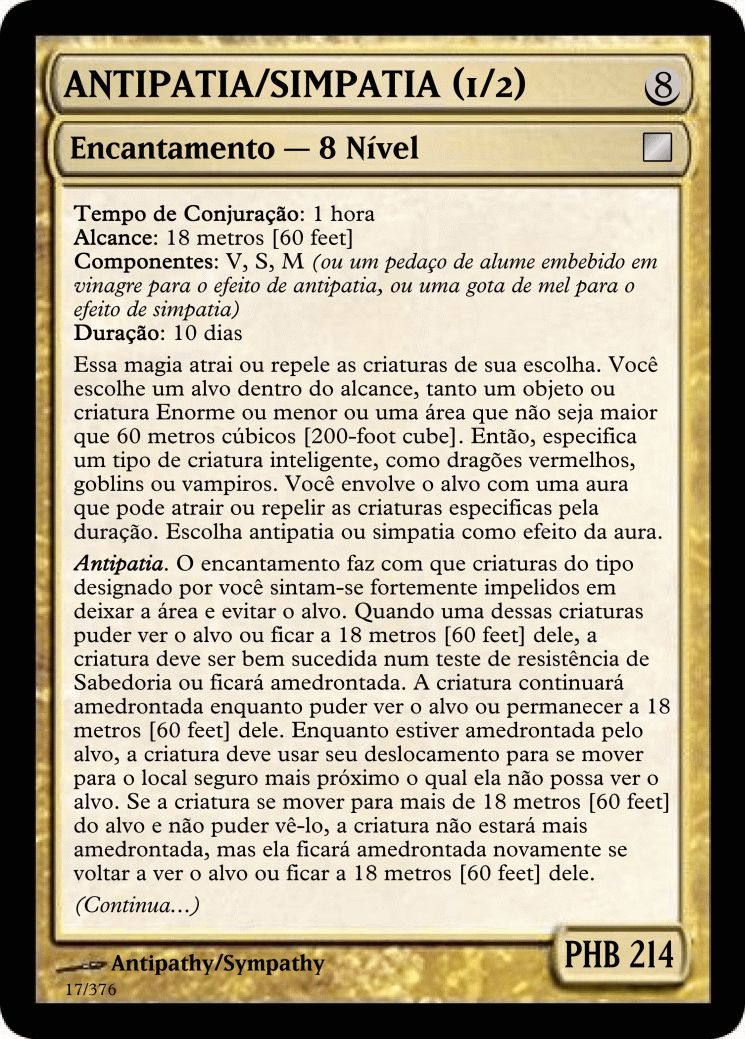 ANTIPATIA/SIMPATIA (1/2)
8
Encantamento — 8 Nível
Tempo de Conjuração: 1 hora
Alcance: 18 metros [60 feet]
Componentes: V, S, M (ou um pedaço de alume embebido em
vinagre para o efeito de antipatia, ou uma gota de mel para o
efeito de simpatia)
Duração: 10 dias
Essa magia atrai ou repele as criaturas de sua escolha. Você
escolhe um alvo dentro do alcance, tanto um objeto ou
criatura Enorme ou menor ou uma área que não seja maior
que 60 metros cúbicos [200-foot cube]. Então, especifica
um tipo de criatura inteligente, como dragões vermelhos,
goblins ou vampiros. Você envolve o alvo com uma aura
que pode atrair ou repelir as criaturas especificas pela
duração. Escolha antipatia ou simpatia como efeito da aura.
Antipatia. O encantamento faz com que criaturas do tipo
designado por você sintam-se fortemente impelidos em
deixar a área e evitar o alvo. Quando uma dessas criaturas
puder ver o alvo ou ficar a 18 metros [60 feet] dele, a
criatura deve ser bem sucedida num teste de resistência de
Sabedoria ou ficará amedrontada. A criatura continuará
amedrontada enquanto puder ver o alvo ou permanecer a 18
metros [60 feet] dele. Enquanto estiver amedrontada pelo
alvo, a criatura deve usar seu deslocamento para se mover
para o local seguro mais próximo o qual ela não possa ver o
alvo. Se a criatura se mover para mais de 18 metros [60 feet]
do alvo e não puder vê-lo, a criatura não estará mais
amedrontada, mas ela ficará amedrontada novamente se
voltar a ver o alvo ou ficar a 18 metros [60 feet] dele.
(Continua...)
PHB 214
Antipathy/Sympathy
17/376